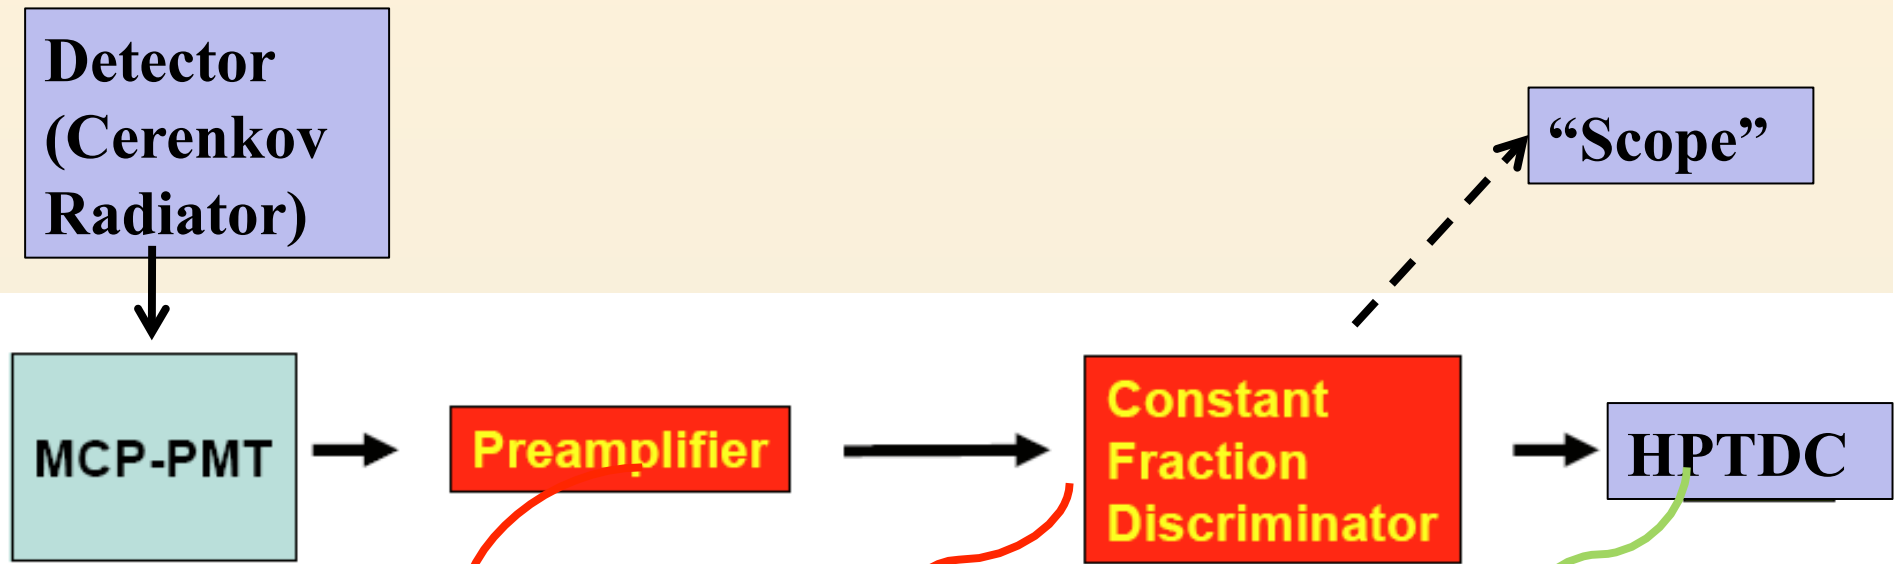 Detector
(Cerenkov
Radiator)
“Scope”
MCP-PMT
Preamplifier
Constant
Fraction
Discriminator
HPTDC